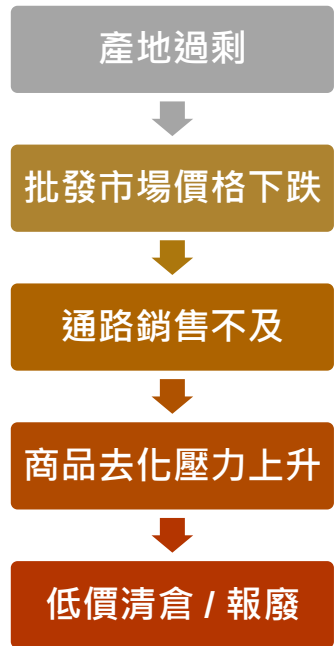 產地過剩
批發市場價格下跌
通路銷售不及
商品去化壓力上升
低價清倉 / 報廢